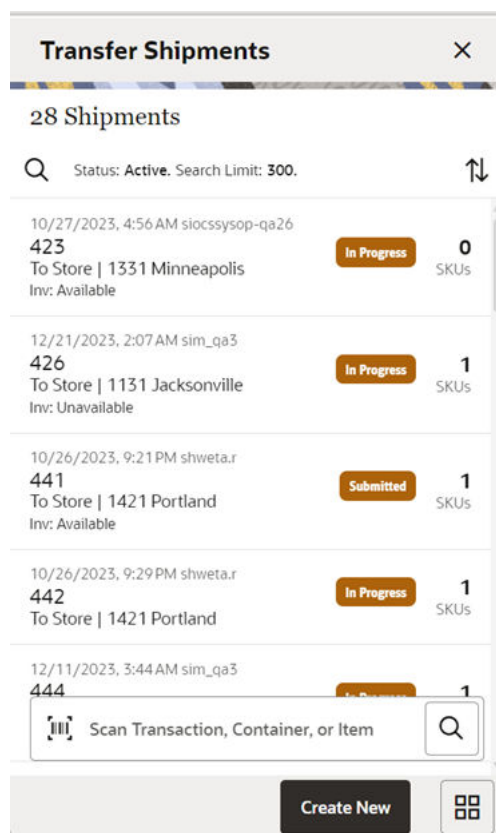 Transfer Shipments
28 Shipments
Status: Active. Search Limit: 300.
10/27/2023, 4:56 AM siocssysop-qa26
423
In Progress
0
To Store | 1331 Minneapolis
SKUs
Inv: Available
12/21/2023, 2:07 AM sim_qa3
426
In Progress
1
To Store | 1131 Jacksonville
SKUs
Inv: Unavailable
10/26/2023, 9:21 PM shweta.r
441
Submitted
1
To Store | 1421 Portland
SKUs
Inv: Available
10/26/2023, 9:29 PM shweta.r
442
In Progress
1
To Store | 1421 Portland
SKUs
12/11/2023, 3:44 AM sim_qa3
444
In Progress
1
Scan Transaction, Container, or Item
Create New